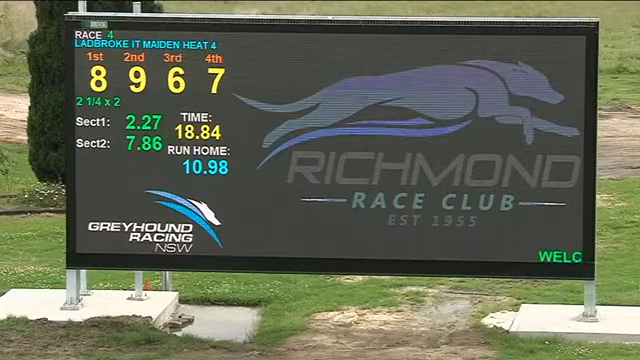 RACE 4
LADBROKE IT MAIDEN HEAT 4
1st 2nd 3rd 4th
8 9 6 7
2 1/4 x 2
Sect1: 2.27
Sect2: 7.86
TIME:
18.84
RUN HOME:
10.98
GREYHOUND
RACING
NSW
RICHMOND
RACE CLUB
EST 1955
WELC